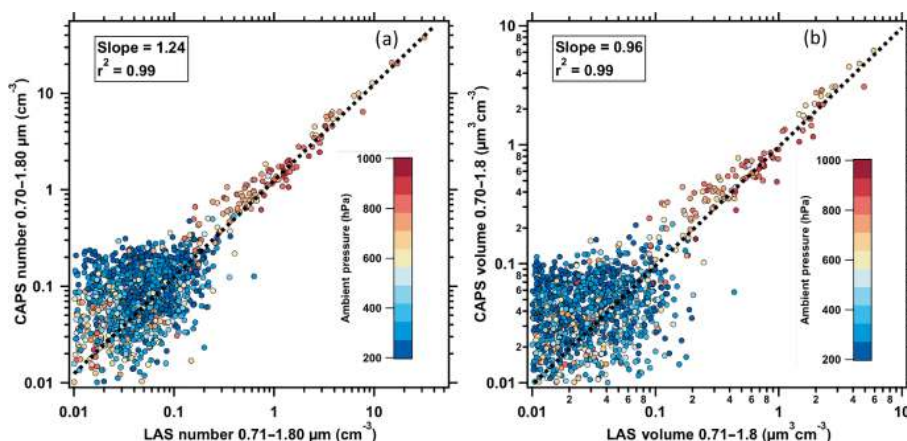 (a)
Slope = 1.24
r² = 0.99
CAPS number 0.70–1.80 µm (cm⁻³)
10
1
0.1
0.01
1000
800
600
400
200
Ambient pressure (hPa)
0.01 0.1 1 10
LAS number 0.71–1.80 µm (cm⁻³)
(b)
Slope = 0.96
r² = 0.99
CAPS volume 0.70–1.8 (µm³ cm⁻³)
10
8
6
4
2
1
8
6
4
2
0.1
8
6
4
2
0.01
1000
800
600
400
200
Ambient pressure (hPa)
0.01 2 4 6 8 0.1 2 4 6 8 1 2 4 6 8 10
LAS volume 0.71–1.8 (µm³ cm⁻³)